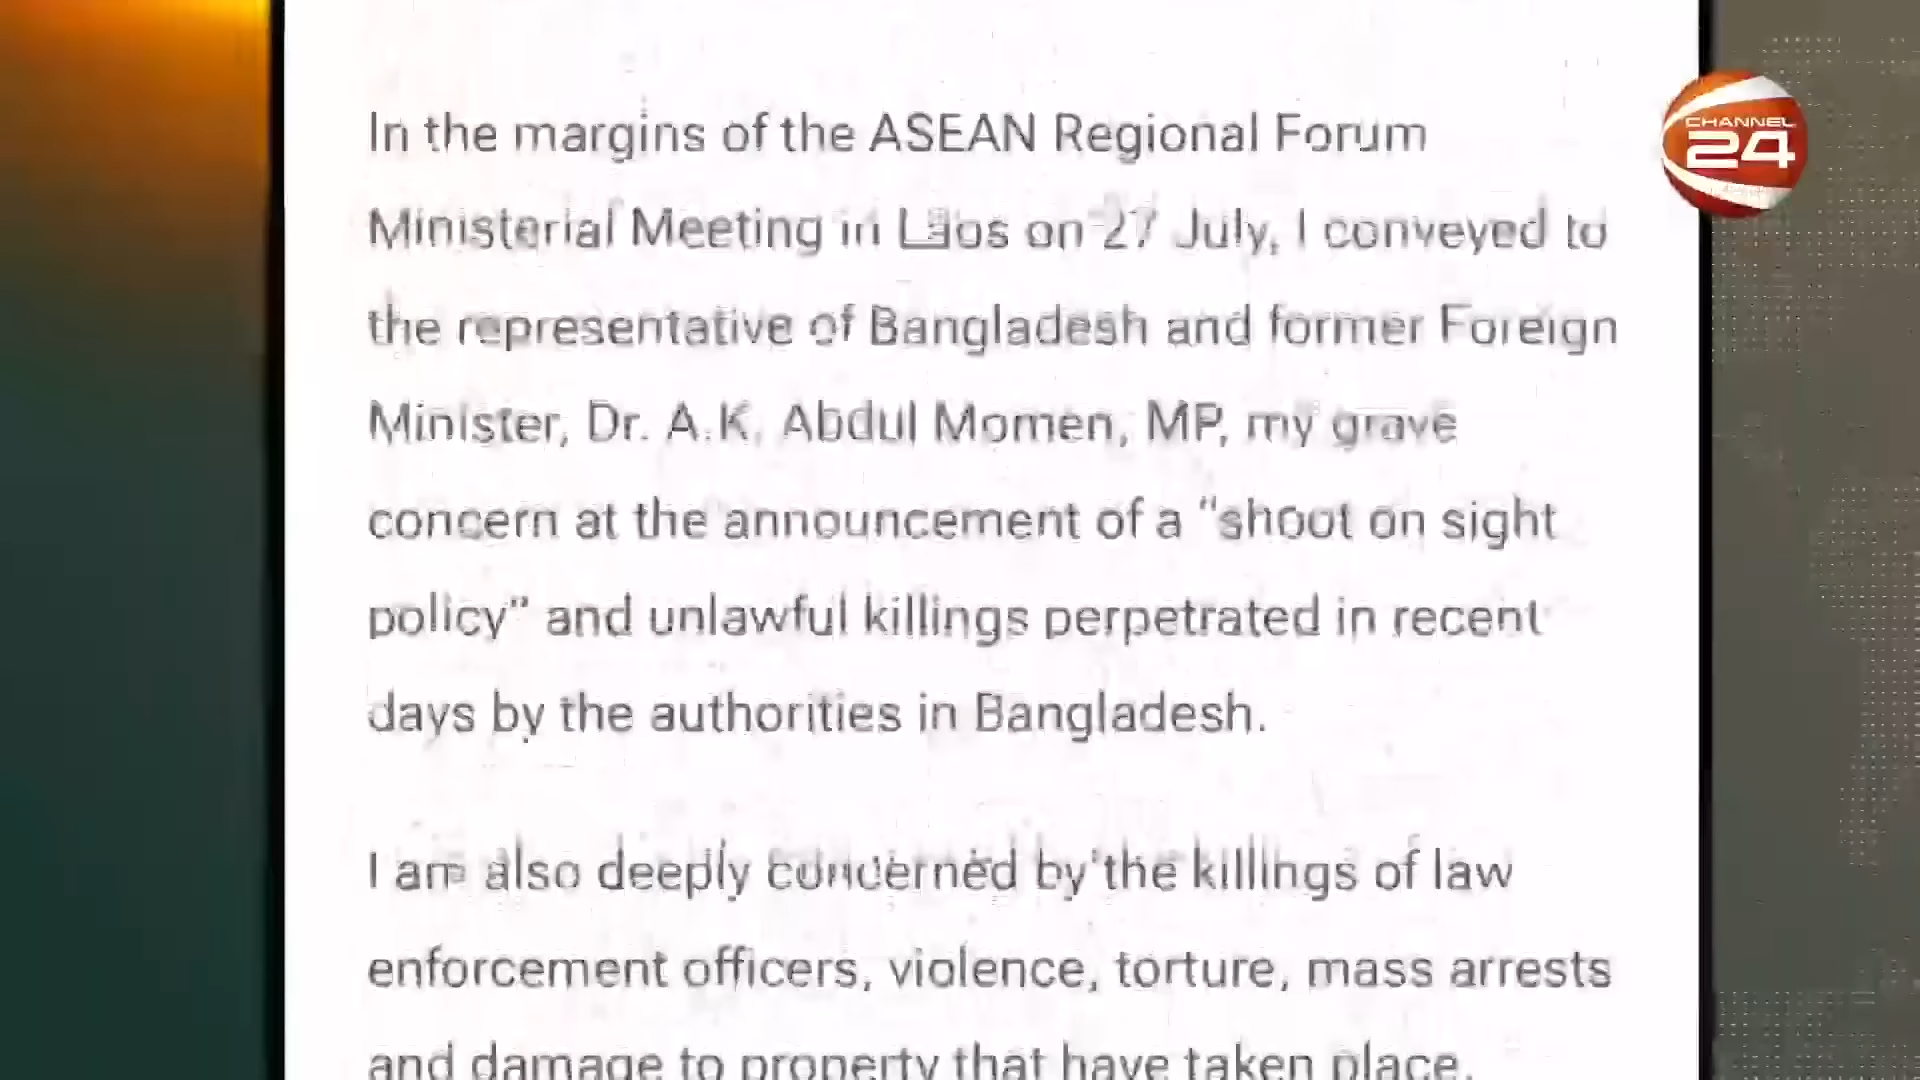 CHANNEL
24
In the margins of the ASEAN Regional Forum
Ministerial Meeting in Laos on 27 July, I conveyed to
the representative of Bangladesh and former Foreign
Minister, Dr. A.K. Abdul Momen, MP, my grave
concern at the announcement of a “shoot on sight
policy” and unlawful killings perpetrated in recent
days by the authorities in Bangladesh.
I am also deeply concerned by the killings of law
enforcement officers, violence, torture, mass arrests
and damage to property that have taken place.